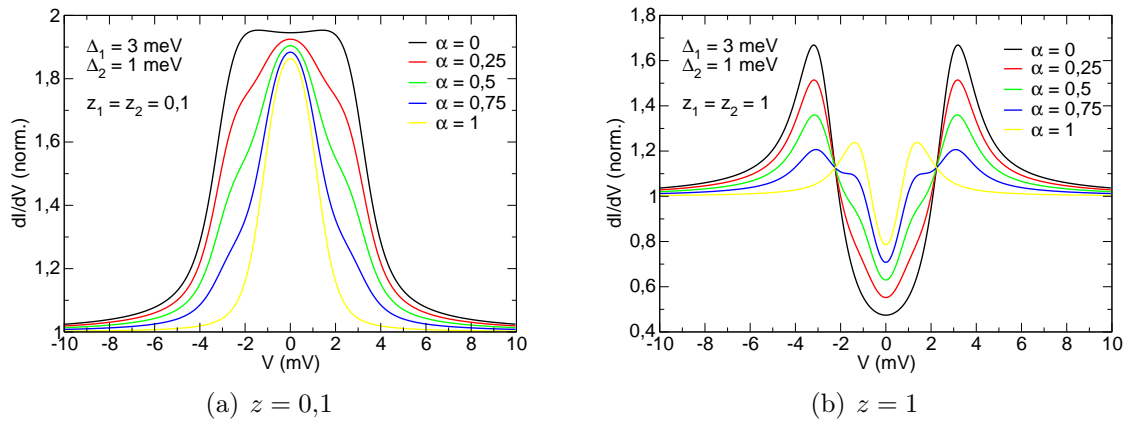 2
1,8
1,6
1,4
1,2
1
dI/dV (norm.)
Δ₁ = 3 meV
Δ₂ = 1 meV
z₁ = z₂ = 0,1
α = 0
α = 0,25
α = 0,5
α = 0,75
α = 1
-10 -8 -6 -4 -2 0 2 4 6 8 10
V (mV)
(a) z = 0,1
1,8
1,6
1,4
1,2
1
0,8
0,6
0,4
dI/dV (norm.)
Δ₁ = 3 meV
Δ₂ = 1 meV
z₁ = z₂ = 1
α = 0
α = 0,25
α = 0,5
α = 0,75
α = 1
-10 -8 -6 -4 -2 0 2 4 6 8 10
V (mV)
(b) z = 1